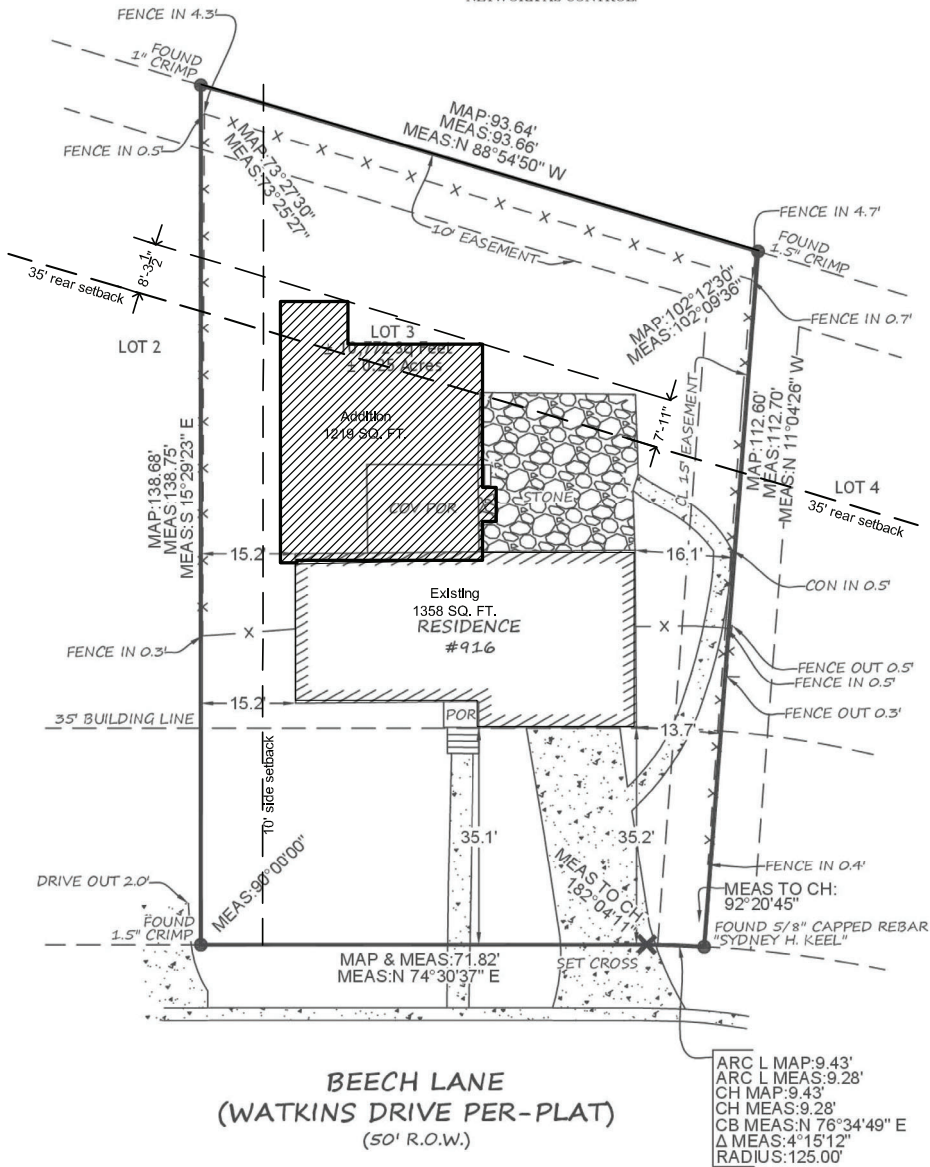 NETWORK AS CONTROL.
FENCE IN 4.3'
FOUND
1" CRIMP
FENCE IN 0.5'
MAP:73°27'30"
MEAS:73°25'27"
MAP:93.64'
MEAS:93.66'
MEAS:N 88°54'50" W
10' EASEMENT
FENCE IN 4.7'
FOUND
1.5" CRIMP
MAP:102°12'30"
MEAS:102°09'36"
FENCE IN 0.7'
8'-3 1/2"
35' rear setback
LOT 2
LOT 3
± 10,772 Sq Feet
± 0.25 Acres
Addition
1219 SQ. FT.
COV POR
STONE
7'-11"
CL 15' EASEMENT
MAP:112.60'
MEAS:112.70'
MEAS:N 11°04'26" W
LOT 4
35' rear setback
MAP:138.68'
MEAS:138.75'
MEAS:S 15°29'23" E
15.2'
16.1'
CON IN 0.5'
Existing
1358 SQ. FT.
RESIDENCE
#916
FENCE IN 0.3'
FENCE OUT 0.5'
FENCE IN 0.5'
FENCE OUT 0.3'
15.2'
POR
35' BUILDING LINE
13.7'
10' side setback
35.1'
35.2'
MEAS TO CH
182°04'11"
FENCE IN 0.4'
MEAS TO CH:
92°20'45"
DRIVE OUT 2.0'
MEAS:90°00'00"
FOUND
1.5" CRIMP
FOUND 5/8" CAPPED REBAR
"SYDNEY H. KEEL"
MAP & MEAS:71.82'
MEAS:N 74°30'37" E
SET CROSS
BEECH LANE
(WATKINS DRIVE PER-PLAT)
(50' R.O.W.)
ARC L MAP:9.43'
ARC L MEAS:9.28'
CH MAP:9.43'
CH MEAS:9.28'
CB MEAS:N 76°34'49" E
Δ MEAS:4°15'12"
RADIUS:125.00'